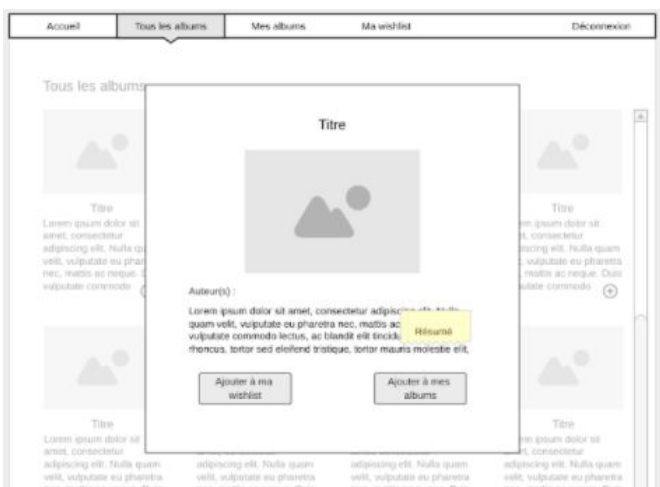 Accueil Tous les albums Mes albums Ma wishlist Déconnexion
Tous les albums
Titre
Auteur(s) :
Lorem ipsum dolor sit amet, consectetur adipiscing elit. Nulla
quam velit, vulputate eu pharetra nec, mattis ac
vulputate commodo lectus, ac blandit elit tincidu
rhoncus, tortor sed eleifend tristique, tortor mauris molestie elit,
Résumé
Ajouter à ma
wishlist
Ajouter à mes
albums
Titre
Lorem ipsum dolor sit
amet, consectetur
adipiscing elit. Nulla qu
velit, vulputate eu phar
nec, mattis ac neque. D
vulputate commodo
Titre
ipsum dolor sit
consectetur
elit. Nulla quam
vulputate eu pharetra
mattis ac neque. Duis
commodo
Titre
Lorem ipsum dolor sit
amet, consectetur
adipiscing elit. Nulla quam
velit, vulputate eu pharetra
adipiscing elit. Nulla quam
velit, vulputate eu pharetra
adipiscing elit. Nulla quam
velit, vulputate eu pharetra
Titre
ipsum dolor sit
amet, consectetur
adipiscing elit. Nulla quam
velit, vulputate eu pharetra